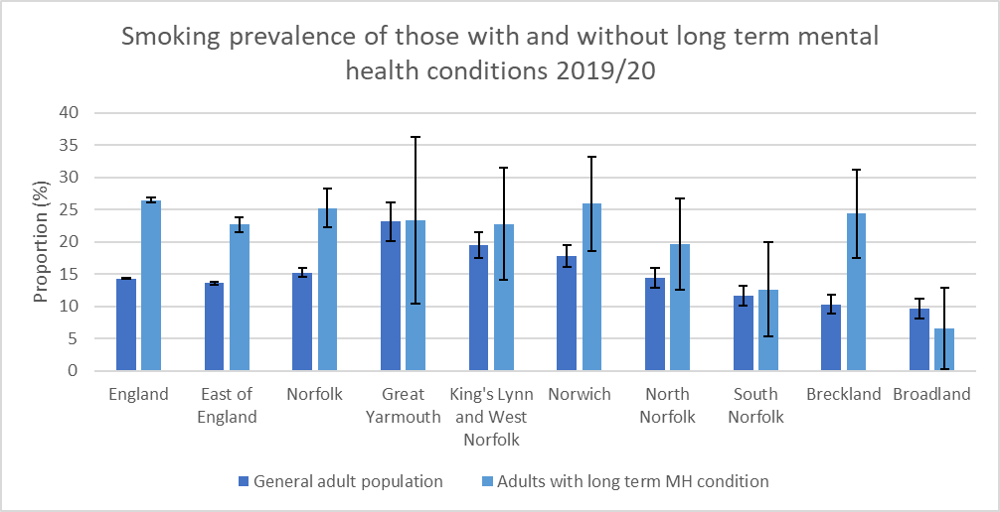 Smoking prevalence of those with and without long term mental
health conditions 2019/20
Proportion (%)
40
35
30
25
20
15
10
5
0
England
East of
England
Norfolk
Great
Yarmouth
King's Lynn
and West
Norfolk
Norwich
North
Norfolk
South
Norfolk
Breckland
Broadland
General adult population
Adults with long term MH condition